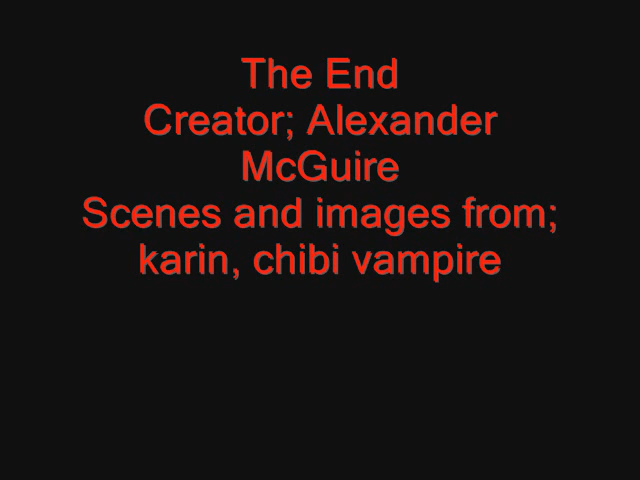 The End
Creator; Alexander
McGuire
Scenes and images from;
karin, chibi vampire